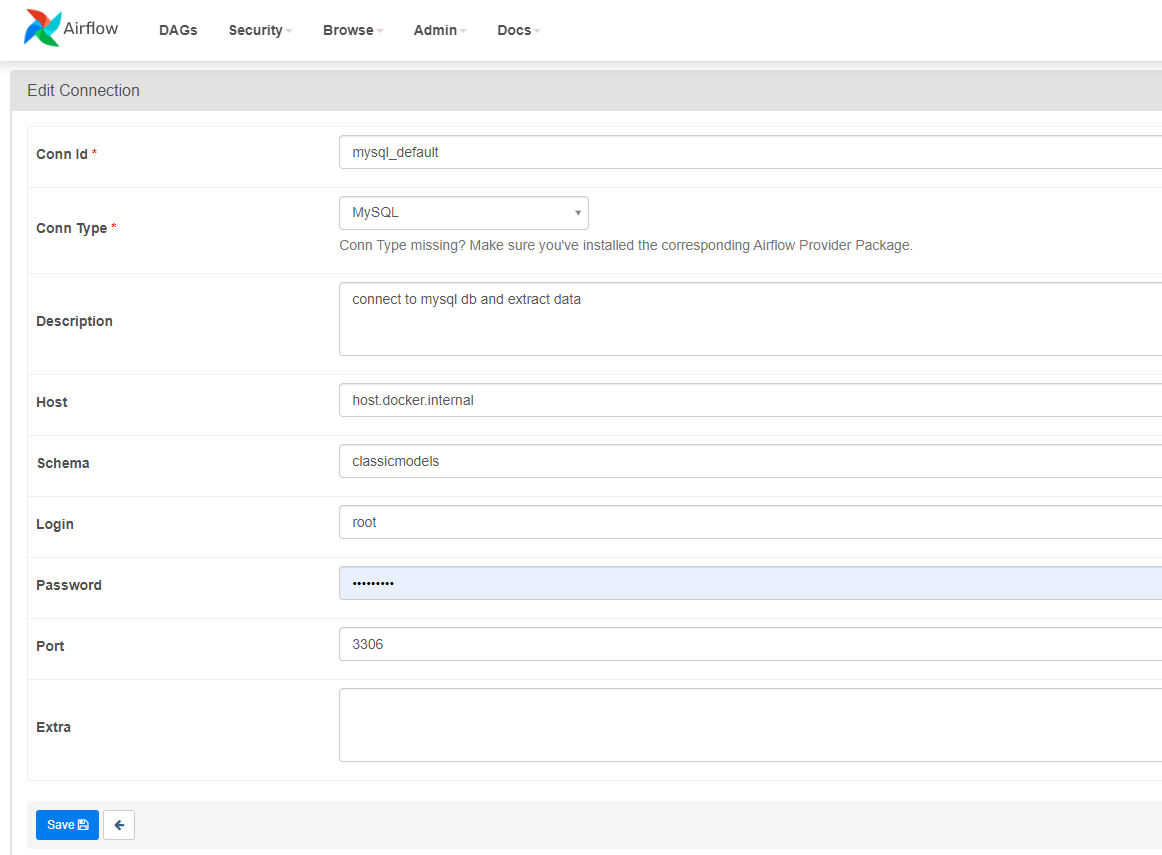 Airflow DAGs Security Browse Admin Docs
Edit Connection
Conn Id *
mysql_default
Conn Type *
MySQL
Conn Type missing? Make sure you've installed the corresponding Airflow Provider Package.
Description
connect to mysql db and extract data
Host
host.docker.internal
Schema
classicmodels
Login
root
Password
•••••••••
Port
3306
Extra
Save